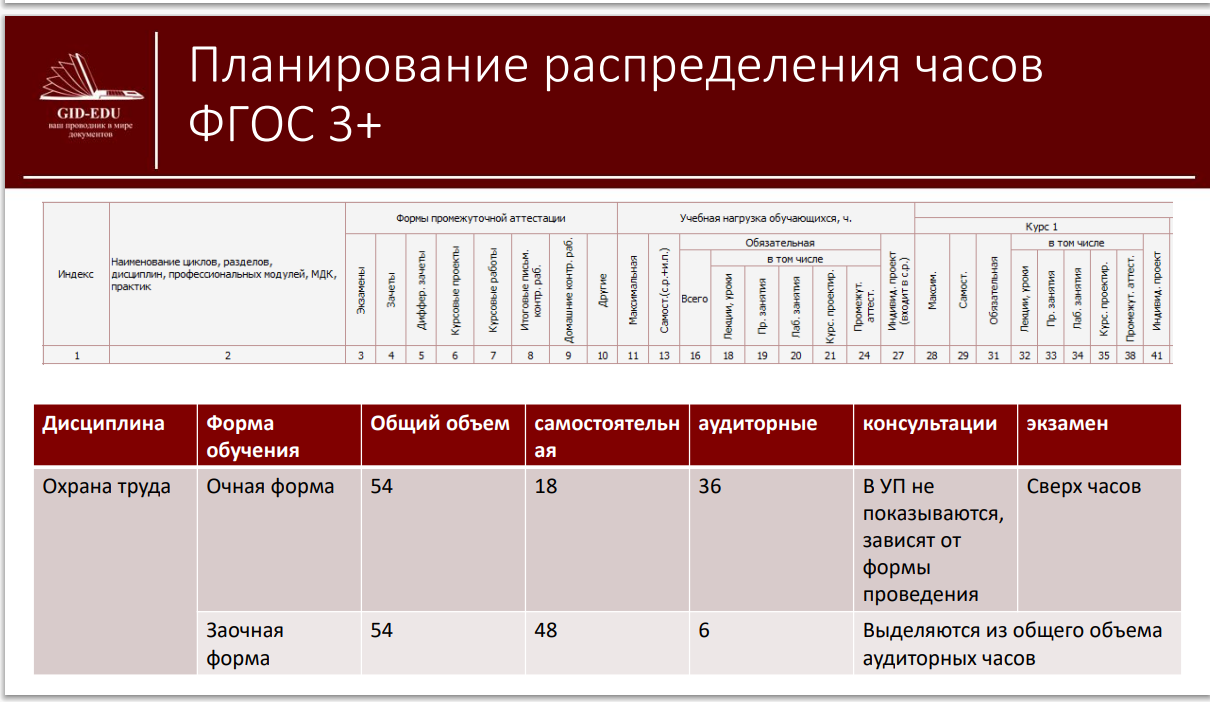 Планирование распределения часов
ФГОС 3+
GID-EDU
ваш проводник в мире
документов
Индекс
Наименование циклов, разделов,
дисциплин, профессиональных модулей, МДК,
практик
Формы промежуточной аттестации
Экзамены
Зачеты
Диффер. зачеты
Курсовые проекты
Курсовые работы
Итоговые письм.
контр. раб.
Домашние контр. раб.
Другие
Учебная нагрузка обучающихся, ч.
Максимальная
Самост.(с.р.+и.п.)
Обязательная
Всего
в том числе
Лекции, уроки
Пр. занятия
Лаб. занятия
Курс. проектир.
Промежут.
аттест.
Индивид. проект
(входит в с.р.)
Курс 1
Максим.
Самост.
Обязательная
в том числе
Лекции, уроки
Пр. занятия
Лаб. занятия
Курс. проектир.
Промежут. аттест.
Индивид. проект
1 2 3 4 5 6 7 8 9 10 11 13 16 18 19 20 21 24 27 28 29 31 32 33 34 35 38 41
Дисциплина
Форма
обучения
Общий объем
самостоятельн
ая
аудиторные
консультации
экзамен
Охрана труда
Очная форма
54
18
36
В УП не
показываются,
зависят от
формы
проведения
Сверх часов
Заочная
форма
54
48
6
Выделяются из общего объема
аудиторных часов